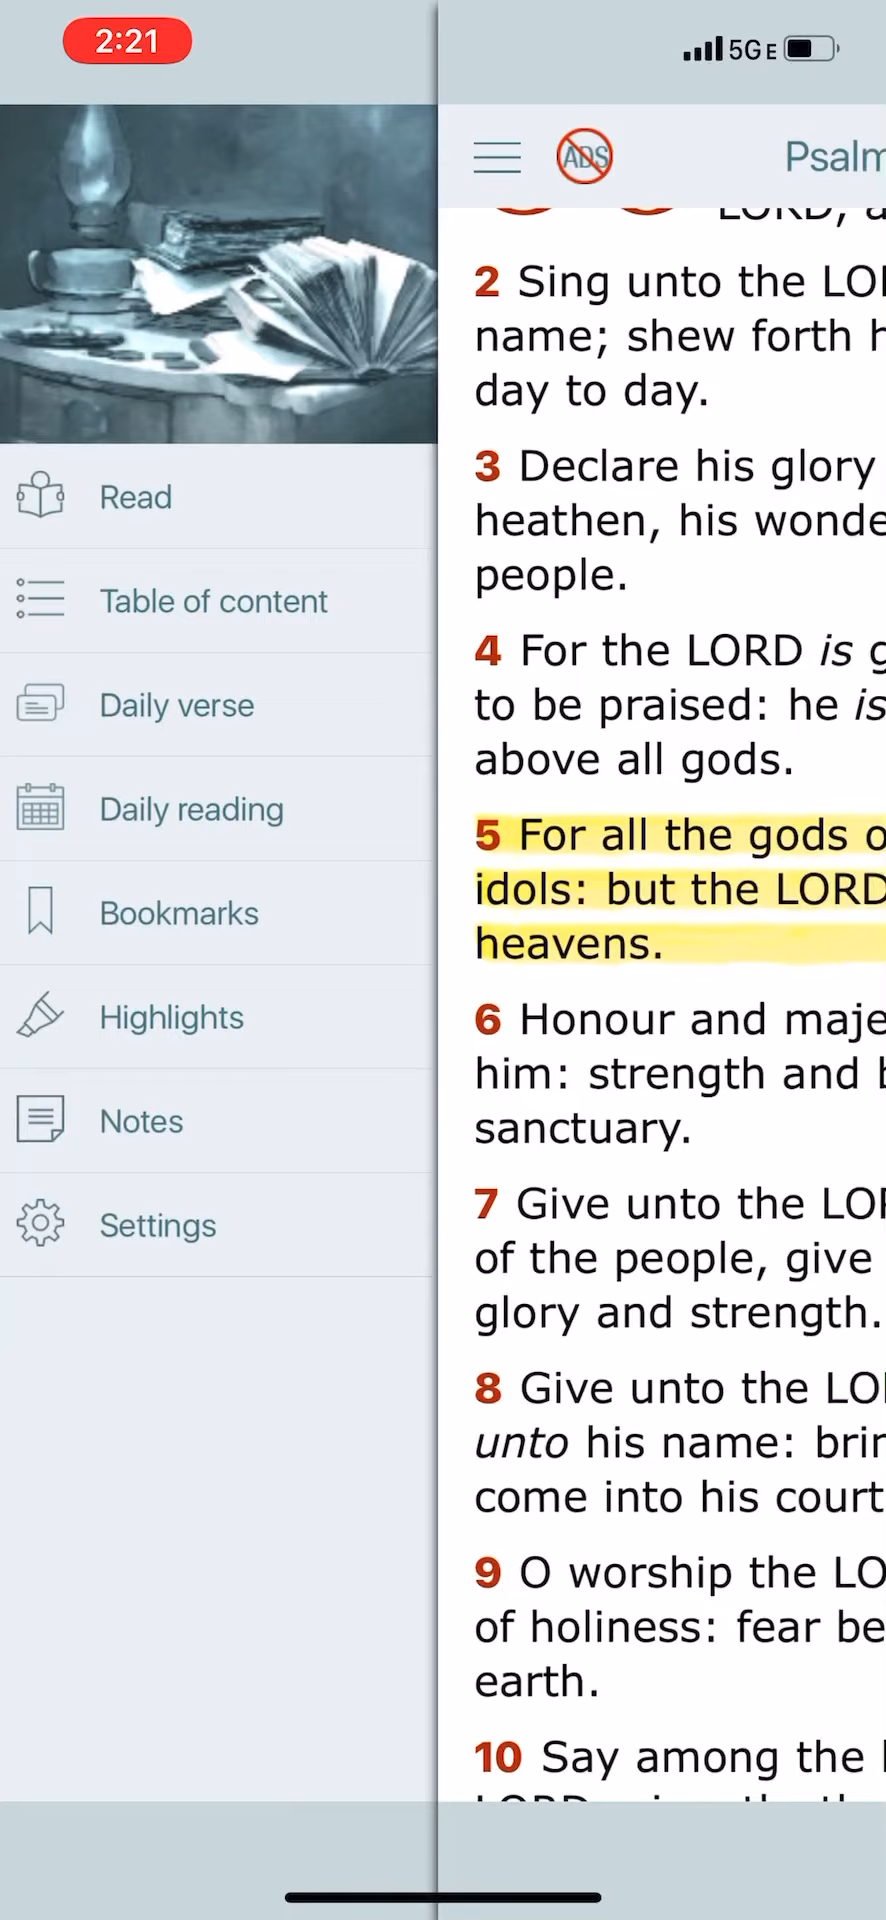 2:21
5GE
Read
Table of content
Daily verse
Daily reading
Bookmarks
Highlights
Notes
Settings
ADS
Psalm
LORD, a
2 Sing unto the LO
name; shew forth h
day to day.
3 Declare his glory
heathen, his wonde
people.
4 For the LORD is g
to be praised: he is
above all gods.
5 For all the gods o
idols: but the LORD
heavens.
6 Honour and maje
him: strength and b
sanctuary.
7 Give unto the LO
of the people, give
glory and strength.
8 Give unto the LO
unto his name: brin
come into his court
9 O worship the LO
of holiness: fear be
earth.
10 Say among the